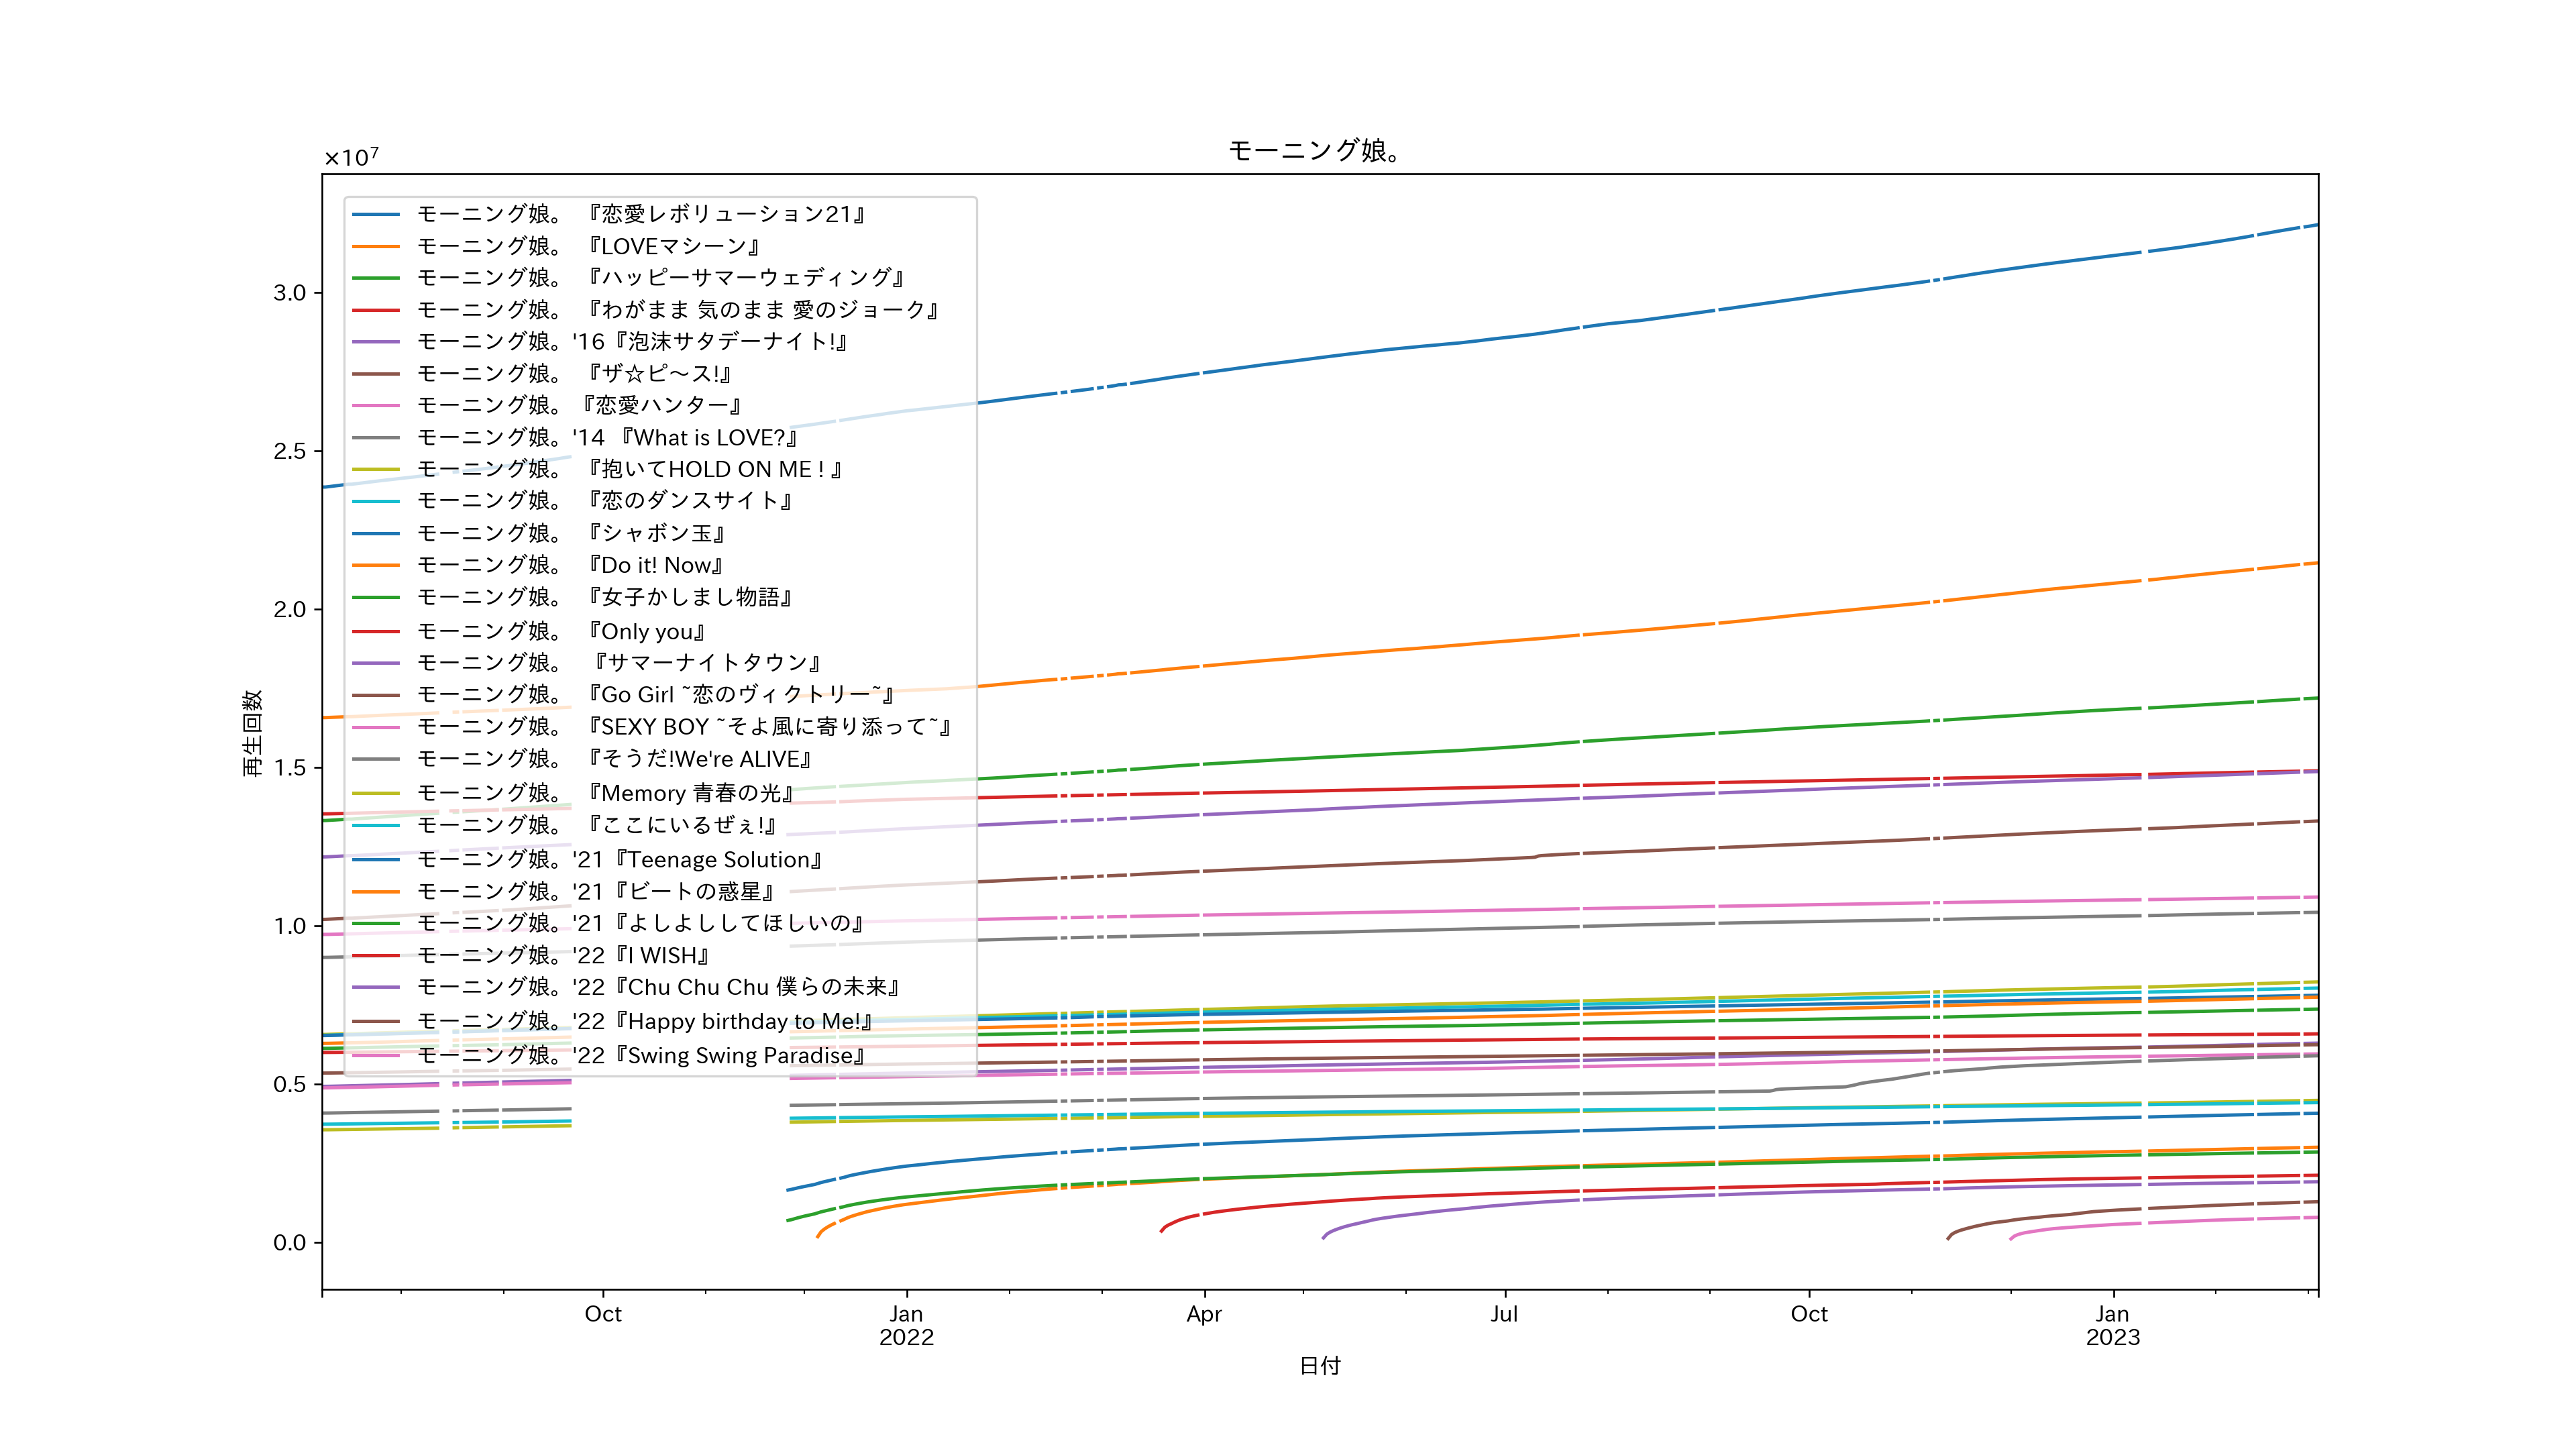 モーニング娘。
×10⁷
モーニング娘。 『恋愛レボリューション21』
モーニング娘。 『LOVEマシーン』
モーニング娘。 『ハッピーサマーウェディング』
モーニング娘。 『わがまま 気のまま 愛のジョーク』
モーニング娘。'16『泡沫サタデーナイト!』
モーニング娘。 『ザ☆ピ〜ス!』
モーニング娘。『恋愛ハンター』
モーニング娘。'14 『What is LOVE?』
モーニング娘。 『抱いてHOLD ON ME ! 』
モーニング娘。 『恋のダンスサイト』
モーニング娘。 『シャボン玉』
モーニング娘。 『Do it! Now』
モーニング娘。 『女子かしまし物語』
モーニング娘。 『Only you』
モーニング娘。 『サマーナイトタウン』
モーニング娘。 『Go Girl ~恋のヴィクトリー~』
モーニング娘。 『SEXY BOY ~そよ風に寄り添って~』
モーニング娘。 『そうだ!We're ALIVE』
モーニング娘。 『Memory 青春の光』
モーニング娘。 『ここにいるぜぇ!』
モーニング娘。'21『Teenage Solution』
モーニング娘。'21『ビートの惑星』
モーニング娘。'21『よしよししてほしいの』
モーニング娘。'22『I WISH』
モーニング娘。'22『Chu Chu Chu 僕らの未来』
モーニング娘。'22『Happy birthday to Me!』
モーニング娘。'22『Swing Swing Paradise』
3.0
2.5
2.0
1.5
1.0
0.5
0.0
再生回数
Oct Jan Apr Jul Oct Jan
2022 2023
日付